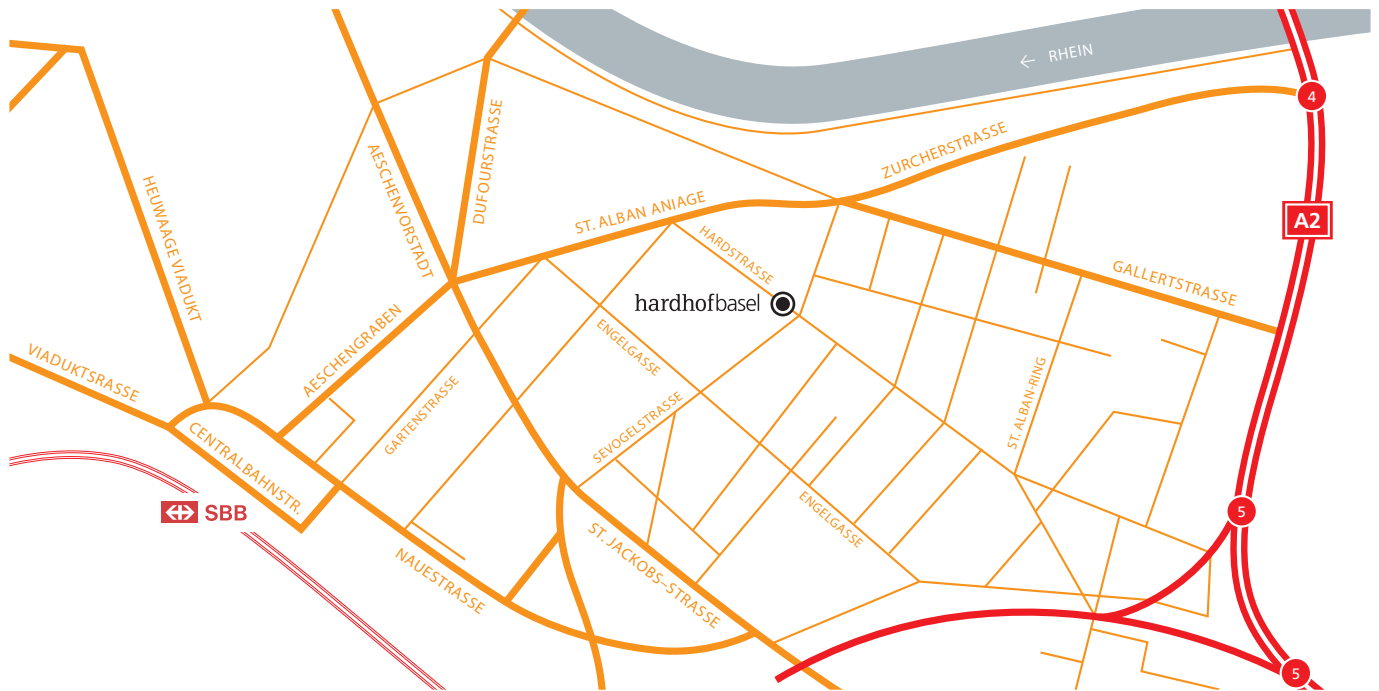 ← RHEIN
4
ZURCHERSTRASSE
DUFOURSTRASSE
AESCHENVORSTADT
HEUWAAGE VIADUKT
ST. ALBAN ANIAGE
A2
HARDSTRASSE
GALLERTSTRASSE
hardhofbasel
AESCHENGRABEN
ENGELGASSE
VIADUKTSRASSE
GARTENSTRASSE
ST. ALBAN-RING
SEVOGELSTRASSE
CENTRALBAHNSTR.
SBB
5
ENGELGASSE
ST. JACKOBS–STRASSE
NAUESTRASSE
5